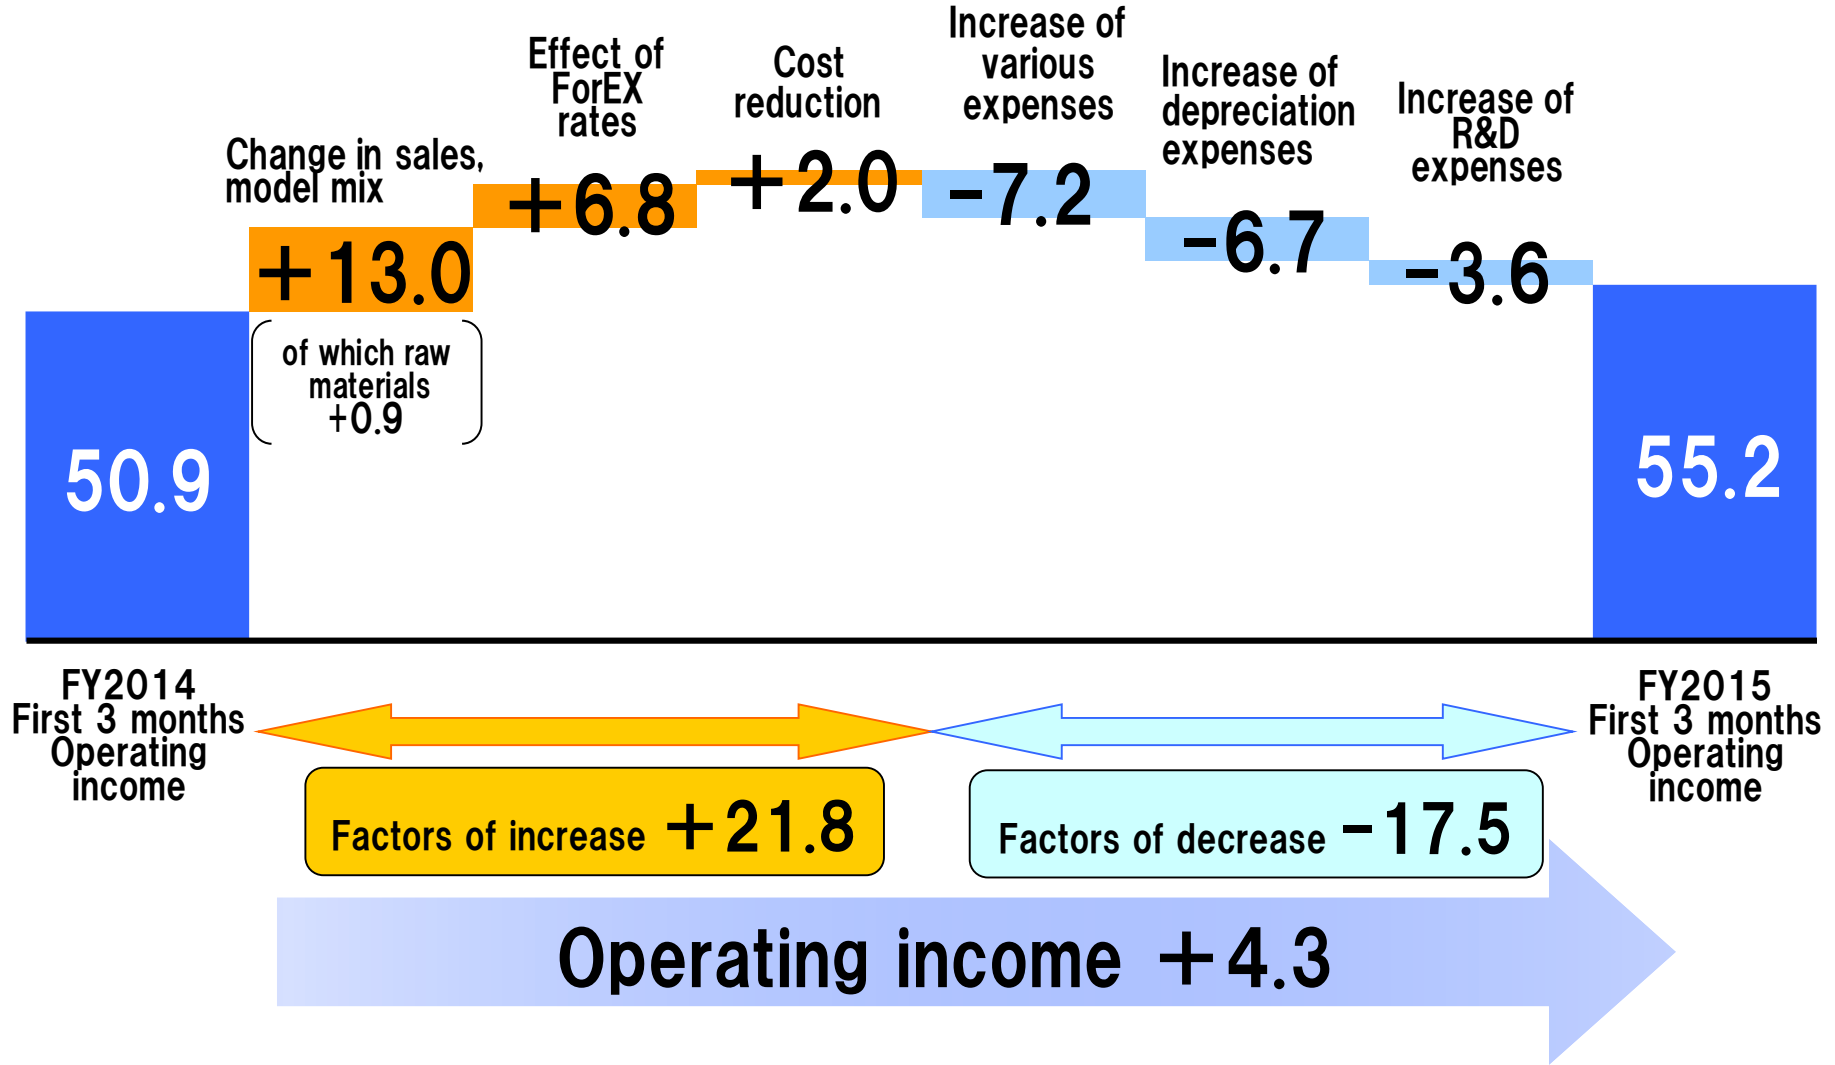 Change in sales,
model mix
+13.0
of which raw
materials
+0.9
Effect of
ForEX
rates
+6.8
Cost
reduction
+2.0
Increase of
various
expenses
-7.2
Increase of
depreciation
expenses
-6.7
Increase of
R&D
expenses
-3.6
50.9
55.2
FY2014
First 3 months
Operating
income
FY2015
First 3 months
Operating
income
Factors of increase +21.8
Factors of decrease -17.5
Operating income +4.3